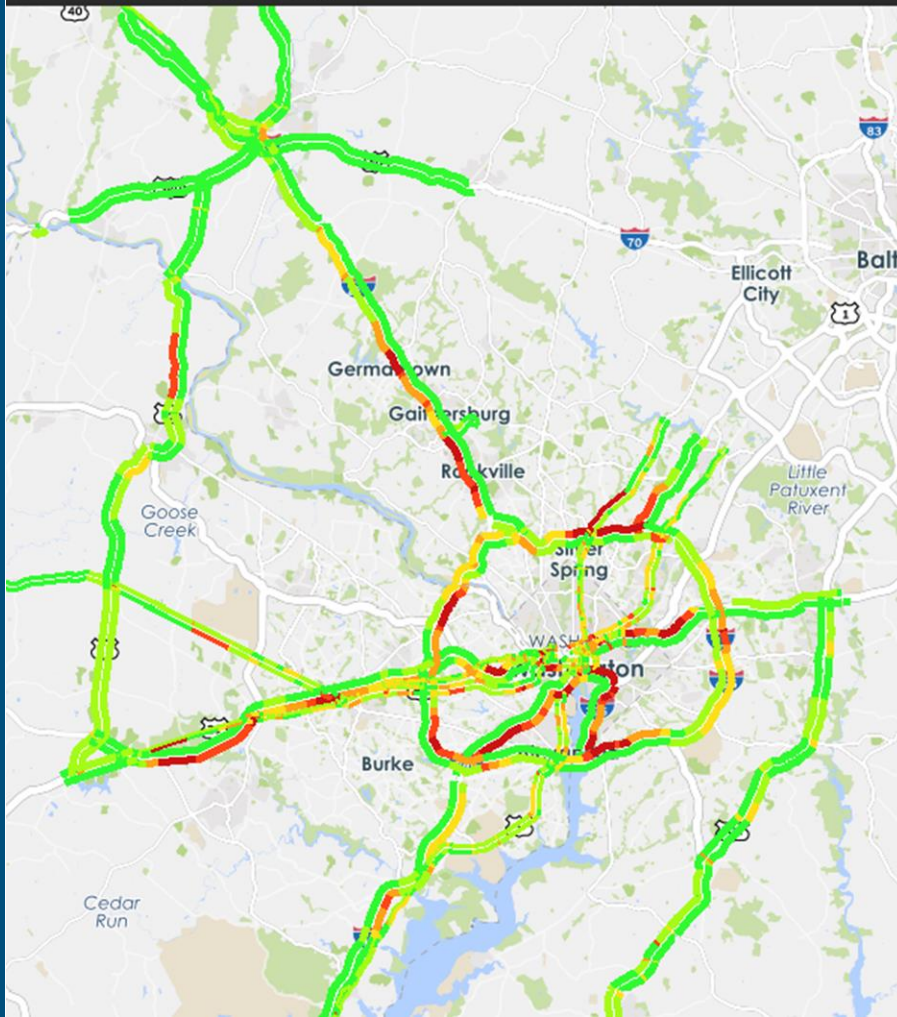 40
83
70
Ellicott
City
Balt
1
Germantown
Gaithersburg
Rockville
Little
Patuxent
River
Goose
Creek
Silver
Spring
WASH
Washington
Burke
Cedar
Run